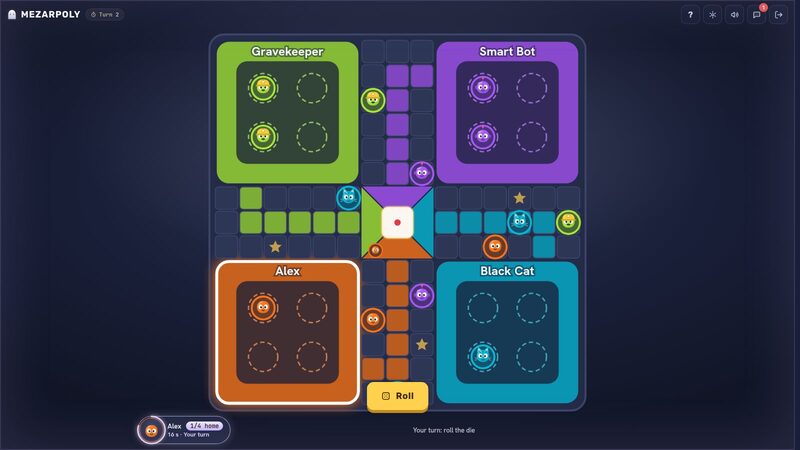 MEZARPOLY
Turn 2
?
1
Gravekeeper
Smart Bot
Alex
Black Cat
Roll
Alex 1/4 home
16 s · Your turn
Your turn: roll the die